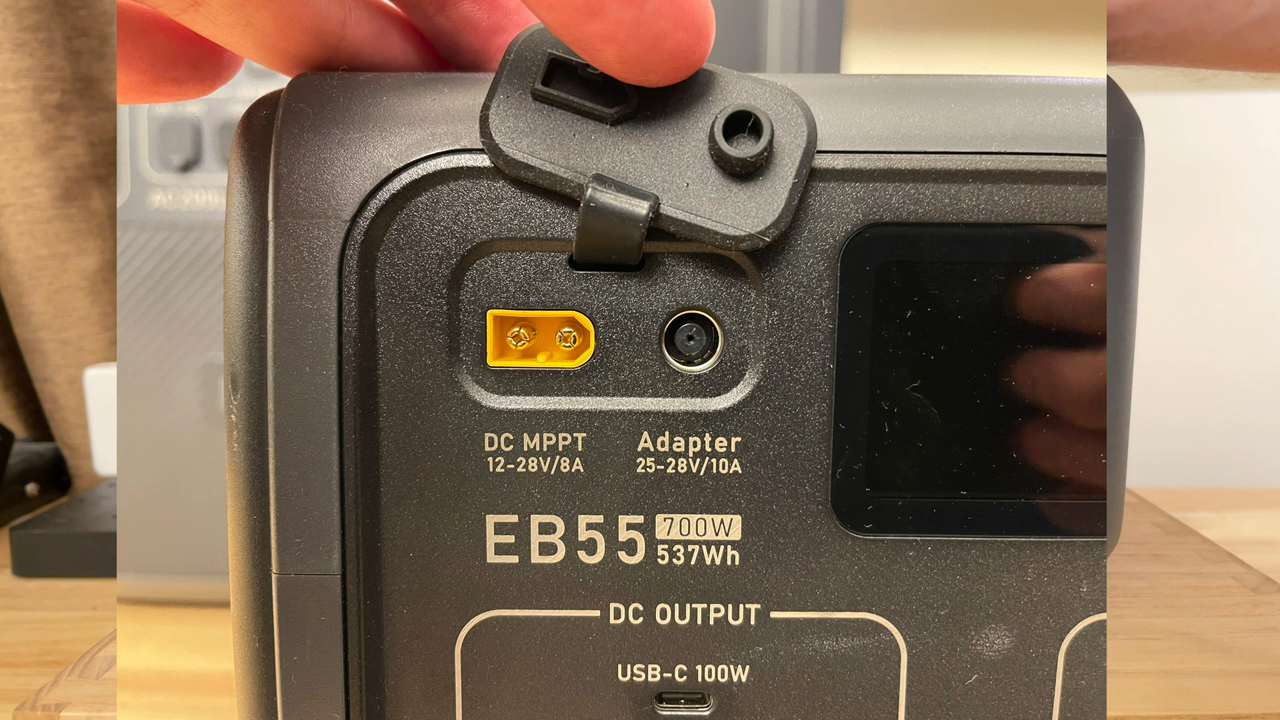 DC MPPT
12-28V/8A
Adapter
25-28V/10A
EB55
700W
537Wh
DC OUTPUT
USB-C 100W